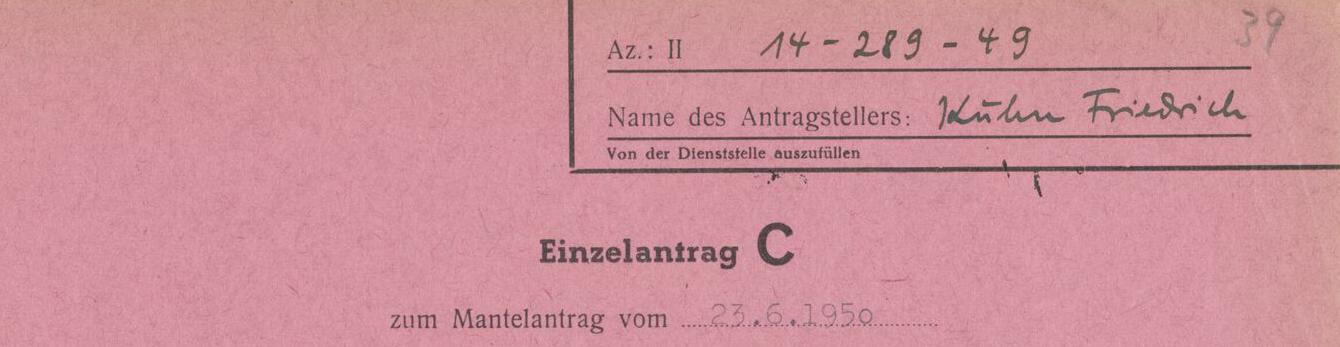 39
Az.: II 14-289-49
Name des Antragstellers: Kühn Friedrich
Von der Dienststelle auszufüllen
Einzelantrag C
zum Mantelantrag vom 23.6.1950